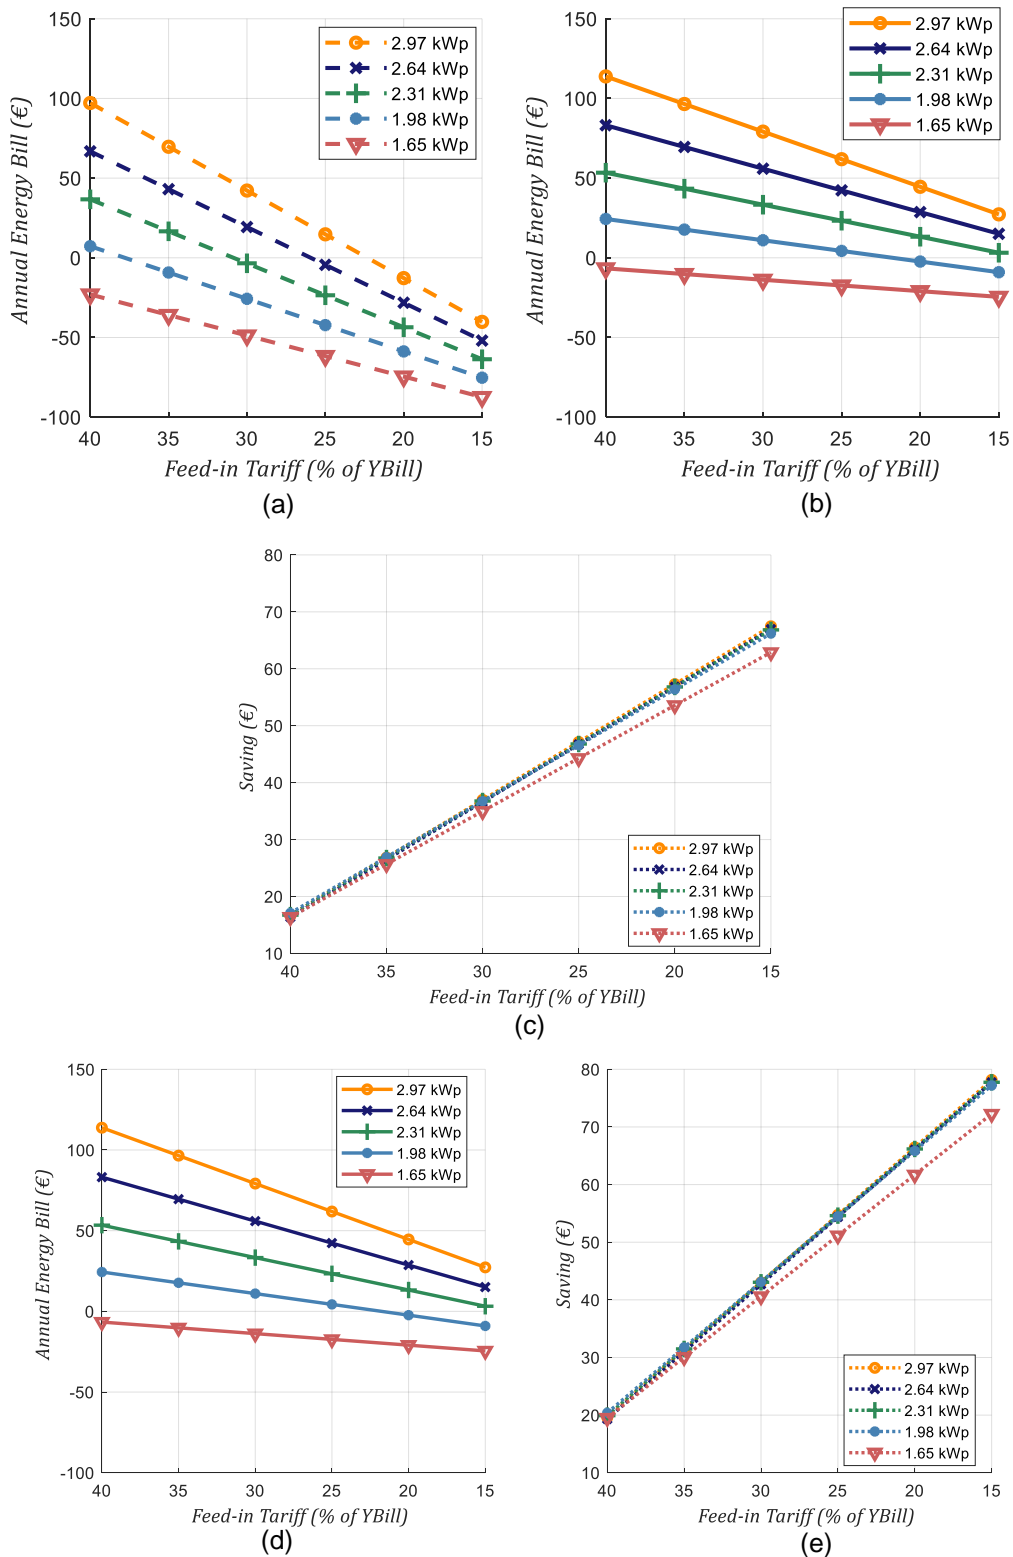 150
100
50
0
-50
-100
Annual Energy Bill (€)
2.97 kWp
2.64 kWp
2.31 kWp
1.98 kWp
1.65 kWp
40 35 30 25 20 15
Feed-in Tariff (% of YBill)
(a)
150
100
50
0
-50
-100
Annual Energy Bill (€)
2.97 kWp
2.64 kWp
2.31 kWp
1.98 kWp
1.65 kWp
40 35 30 25 20 15
Feed-in Tariff (% of YBill)
(b)
80
70
60
50
40
30
20
10
Saving (€)
2.97 kWp
2.64 kWp
2.31 kWp
1.98 kWp
1.65 kWp
40 35 30 25 20 15
Feed-in Tariff (% of YBill)
(c)
150
100
50
0
-50
-100
Annual Energy Bill (€)
2.97 kWp
2.64 kWp
2.31 kWp
1.98 kWp
1.65 kWp
40 35 30 25 20 15
Feed-in Tariff (% of YBill)
(d)
80
70
60
50
40
30
20
10
Saving (€)
2.97 kWp
2.64 kWp
2.31 kWp
1.98 kWp
1.65 kWp
40 35 30 25 20 15
Feed-in Tariff (% of YBill)
(e)